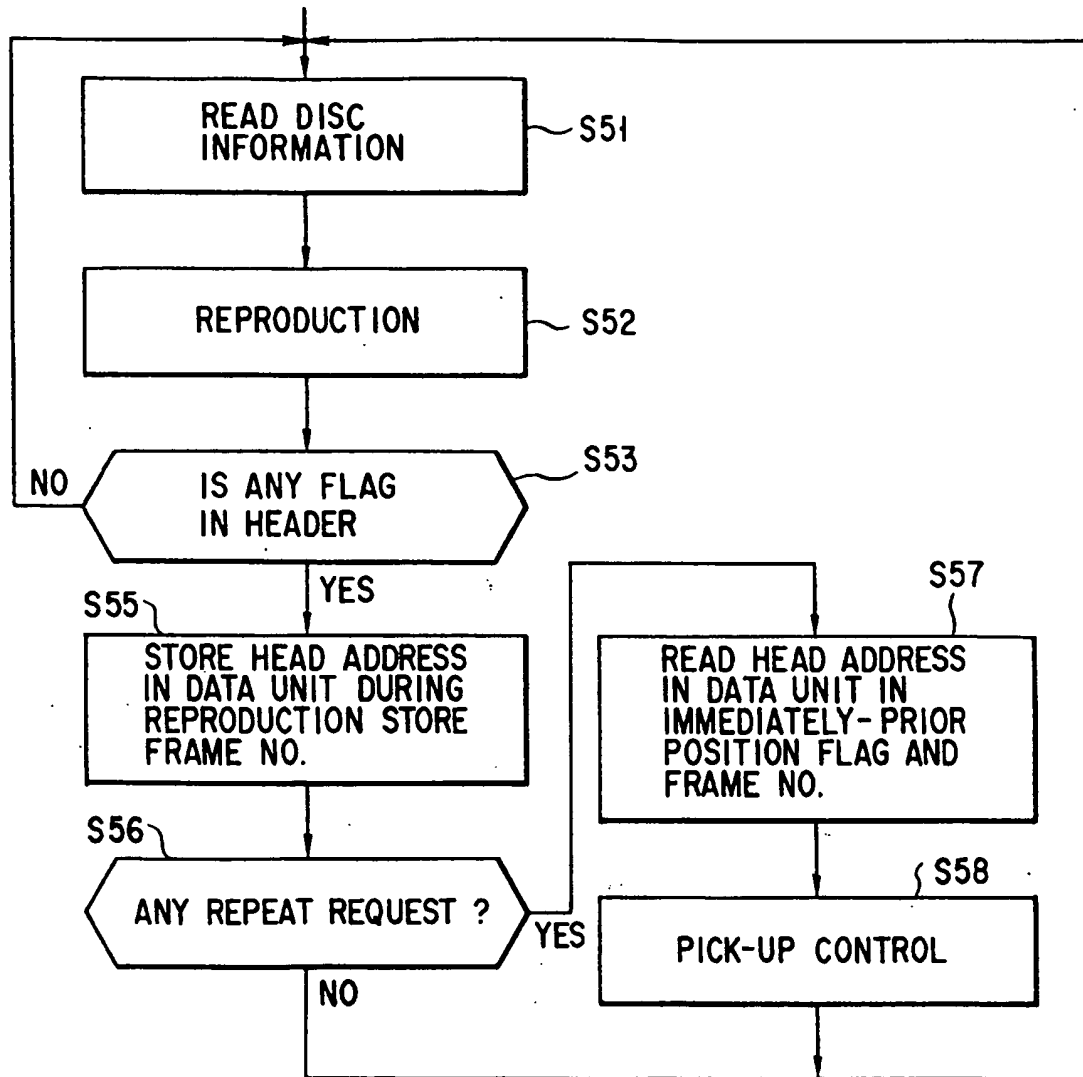 READ DISC
INFORMATION
S51
REPRODUCTION
S52
S53
NO
IS ANY FLAG
IN HEADER
YES
S55
STORE HEAD ADDRESS
IN DATA UNIT DURING
REPRODUCTION STORE
FRAME NO.
S57
READ HEAD ADDRESS
IN DATA UNIT IN
IMMEDIATELY-PRIOR
POSITION FLAG AND
FRAME NO.
S56
ANY REPEAT REQUEST ?
YES
NO
S58
PICK-UP CONTROL